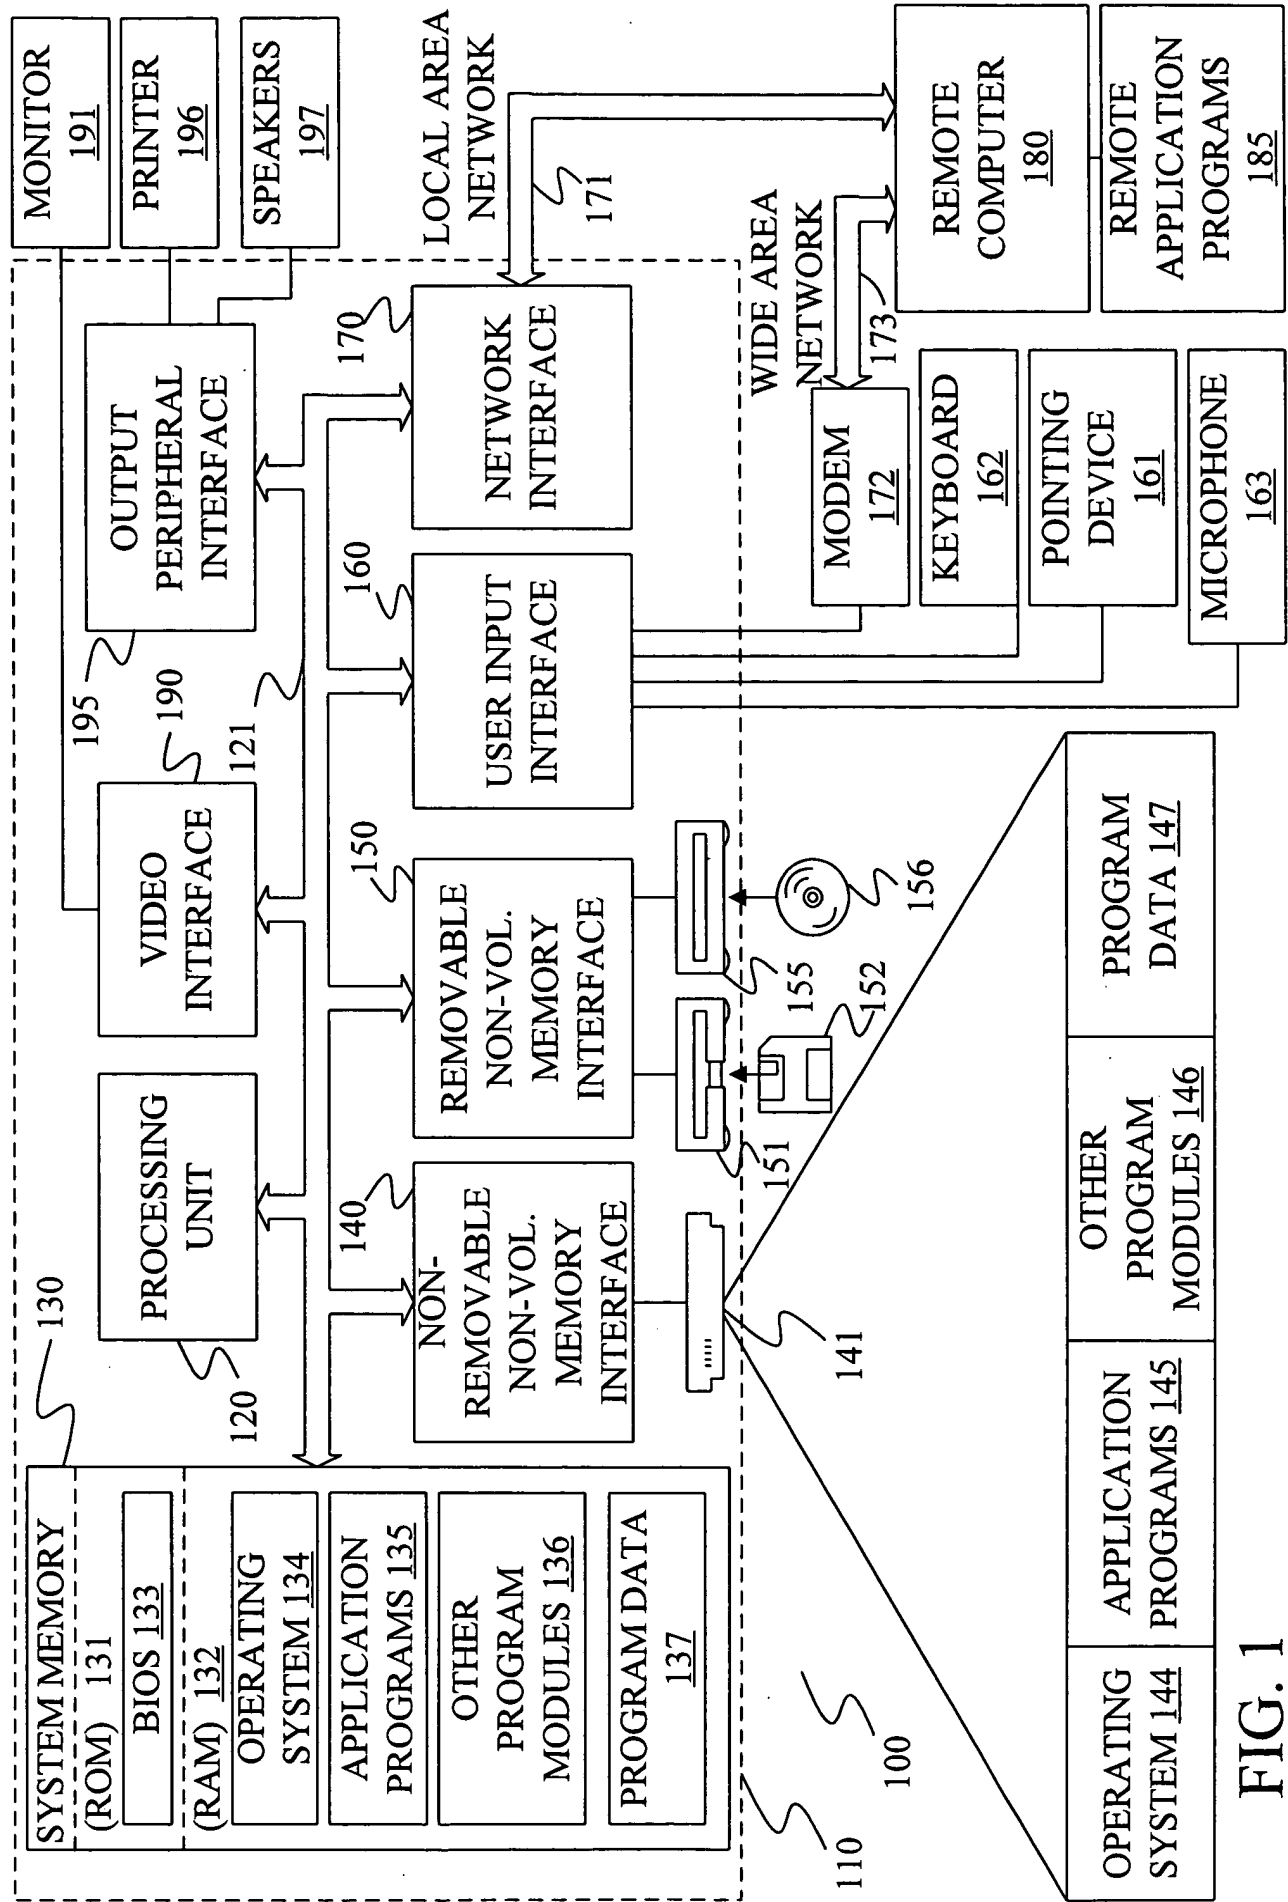 SYSTEM MEMORY
(ROM) 131
BIOS 133
(RAM) 132
OPERATING
SYSTEM 134
APPLICATION
PROGRAMS 135
OTHER
PROGRAM
MODULES 136
PROGRAM DATA
137
130
PROCESSING
UNIT
120
VIDEO
INTERFACE
190
121
OUTPUT
PERIPHERAL
INTERFACE
195
MONITOR
191
PRINTER
196
SPEAKERS
197
NON-
REMOVABLE
NON-VOL.
MEMORY
INTERFACE
140
REMOVABLE
NON-VOL.
MEMORY
INTERFACE
150
USER INPUT
INTERFACE
160
NETWORK
INTERFACE
170
LOCAL AREA
NETWORK
171
141
151
152
155
156
WIDE AREA
NETWORK
173
MODEM
172
KEYBOARD
162
POINTING
DEVICE
161
MICROPHONE
163
REMOTE
COMPUTER
180
REMOTE
APPLICATION
PROGRAMS
185
110
100
OPERATING
SYSTEM 144
APPLICATION
PROGRAMS 145
OTHER
PROGRAM
MODULES 146
PROGRAM
DATA 147
FIG. 1